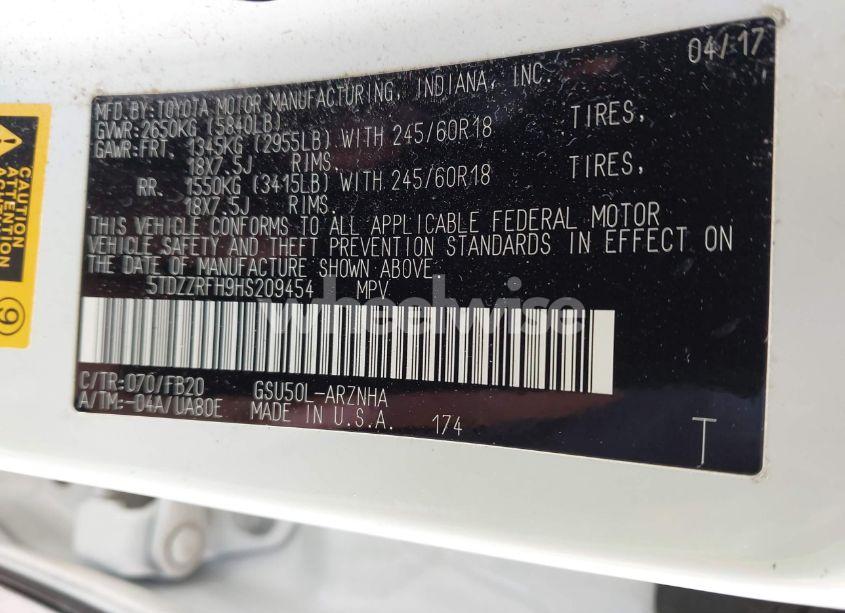 04/17
MFD.BY:TOYOTA MOTOR MANUFACTURING, INDIANA, INC.
GVWR:2650KG (5840LB)
GAWR:FRT. 1345KG (2955LB) WITH 245/60R18 TIRES,
18X7.5J RIMS.
RR. 1550KG (3415LB) WITH 245/60R18 TIRES,
18X7.5J RIMS.
THIS VEHICLE CONFORMS TO ALL APPLICABLE FEDERAL MOTOR
VEHICLE SAFETY AND THEFT PREVENTION STANDARDS IN EFFECT ON
THE DATE OF MANUFACTURE SHOWN ABOVE.
5TDZZRFH9HS209454 MPV
C/TR:070/FB20 GSU50L-ARZNHA
A/TM:-04A/UA80E MADE IN U.S.A. 174
T
CAUTION
ATTENTION
9
wheelwise